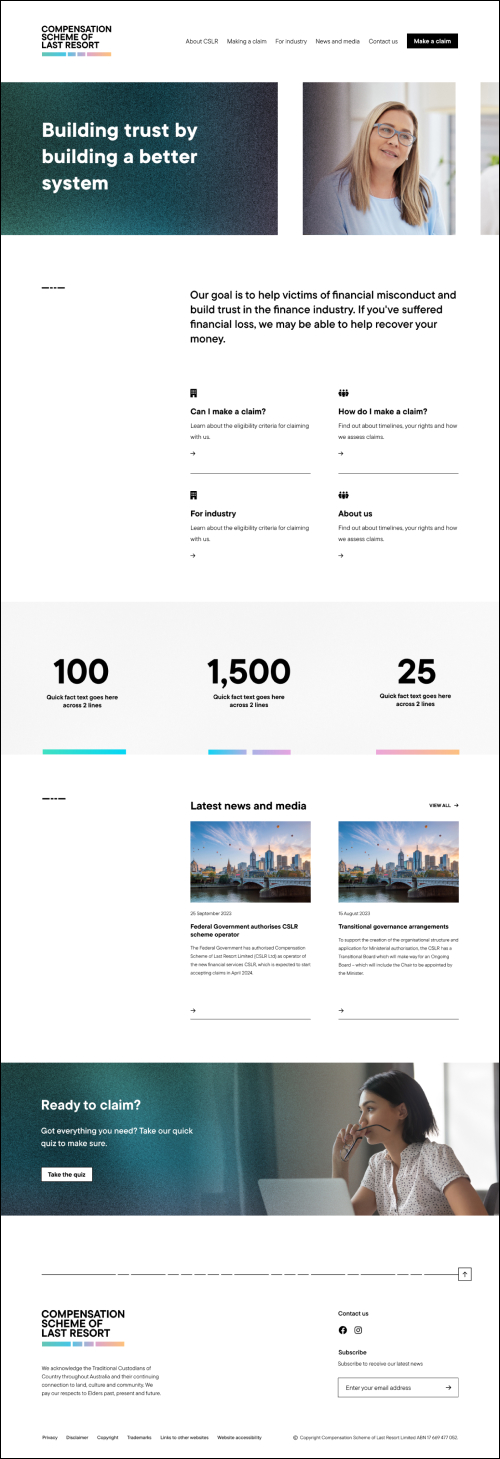 COMPENSATION
SCHEME OF
LAST RESORT
About CSLR
Making a claim
For industry
News and media
Contact us
Make a claim
Building trust by
building a better
system
Our goal is to help victims of financial misconduct and
build trust in the finance industry. If you've suffered
financial loss, we may be able to help recover your
money.
Can I make a claim?
Learn about the eligibility criteria for claiming
with us.
→
How do I make a claim?
Find out about timelines, your rights and how
we assess claims.
→
For industry
Learn about the eligibility criteria for claiming
with us.
→
About us
Find out about timelines, your rights and how
we assess claims.
→
100
Quick fact text goes here
across 2 lines
1,500
Quick fact text goes here
across 2 lines
25
Quick fact text goes here
across 2 lines
Latest news and media
VIEW ALL →
25 September 2023
Federal Government authorises CSLR
scheme operator
The Federal Government has authorised Compensation
Scheme of Last Resort Limited (CSLR Ltd) as operator of
the new financial services CSLR, which is expected to start
accepting claims in April 2024.
→
15 August 2023
Transitional governance arrangements
To support the creation of the organisational structure and
application for Ministerial authorisation, the CSLR has a
Transitional Board which will make way for an Ongoing
Board – which will include the Chair to be appointed by
the Minister.
→
Ready to claim?
Got everything you need? Take our quick
quiz to make sure.
Take the quiz
↑
COMPENSATION
SCHEME OF
LAST RESORT
We acknowledge the Traditional Custodians of
Country throughout Australia and their continuing
connection to land, culture and community. We
pay our respects to Elders past, present and future.
Contact us
Subscribe
Subscribe to receive our latest news
Enter your email address →
Privacy
Disclaimer
Copyright
Trademarks
Links to other websites
Website accessibility
© Copyright Compensation Scheme of Last Resort Limited ABN 17 669 477 052.